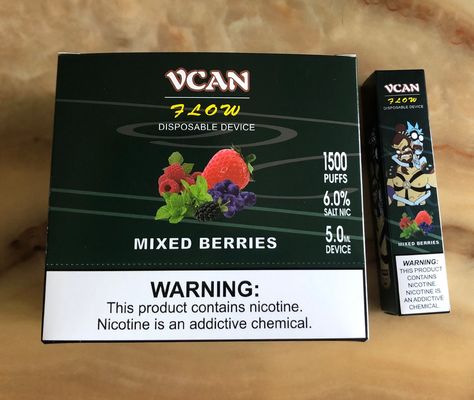 VCAN
FLOW
DISPOSABLE DEVICE
1500
PUFFS
6.0%
SALT NIC
5.0ML
DEVICE
MIXED BERRIES
WARNING:
This product contains nicotine.
Nicotine is an addictive chemical.
VCAN
FLOW
DISPOSABLE DEVICE
MIXED BERRIES
WARNING:
THIS PRODUCT
CONTAINS
NICOTINE.
NICOTINE IS
AN ADDICTIVE
CHEMICAL